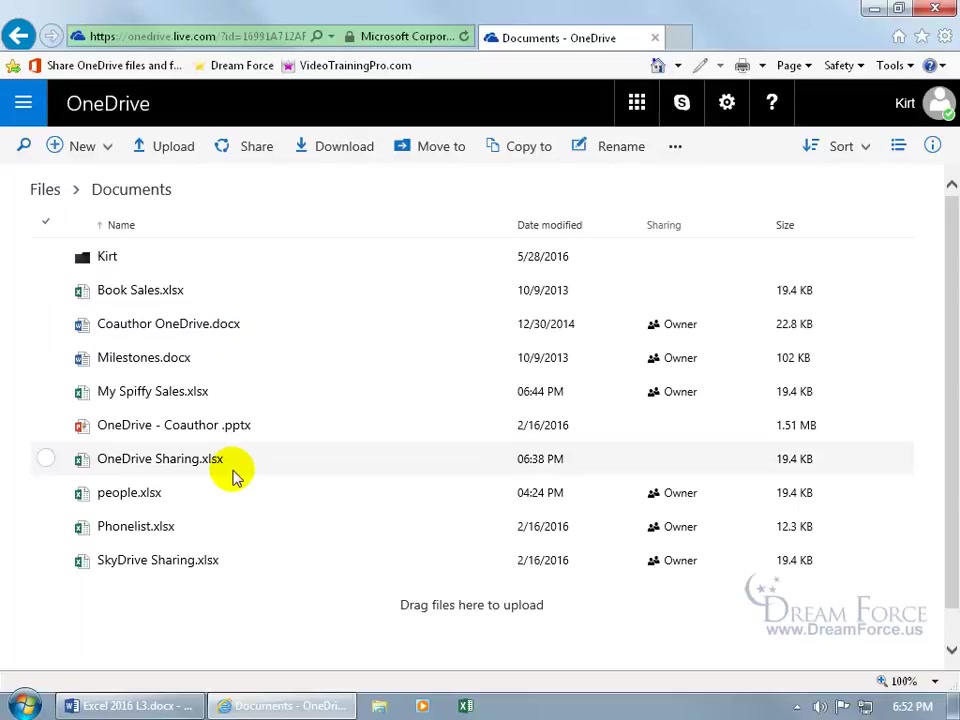 https://onedrive.live.com/?id=16991A712AF
Microsoft Corpor...
Documents - OneDrive
Share OneDrive files and f...
Dream Force
VideoTrainingPro.com
Page
Safety
Tools
OneDrive
Kirt
New
Upload
Share
Download
Move to
Copy to
Rename
Sort
Files > Documents
Name Date modified Sharing Size
Kirt 5/28/2016
Book Sales.xlsx 10/9/2013 19.4 KB
Coauthor OneDrive.docx 12/30/2014 Owner 22.8 KB
Milestones.docx 10/9/2013 Owner 102 KB
My Spiffy Sales.xlsx 06:44 PM Owner 19.4 KB
OneDrive - Coauthor .pptx 2/16/2016 1.51 MB
OneDrive Sharing.xlsx 06:38 PM 19.4 KB
people.xlsx 04:24 PM Owner 19.4 KB
Phonelist.xlsx 2/16/2016 Owner 12.3 KB
SkyDrive Sharing.xlsx 2/16/2016 Owner 19.4 KB
Drag files here to upload
DREAM FORCE
www.DreamForce.us
100%
Excel 2016 L3.docx - ...
Documents - OneDri...
6:52 PM